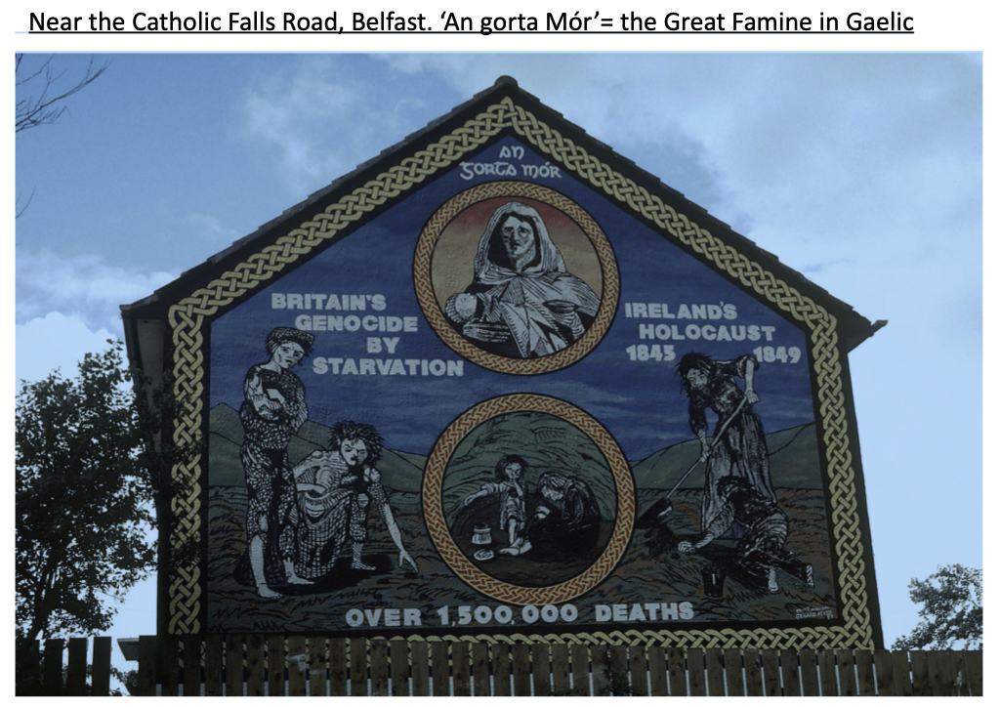 Near the Catholic Falls Road, Belfast. ‘An gorta Mór’= the Great Famine in Gaelic
an
gorta mór
BRITAIN'S
GENOCIDE
BY
STARVATION
IRELAND'S
HOLOCAUST
1845 1849
OVER 1,500,000 DEATHS